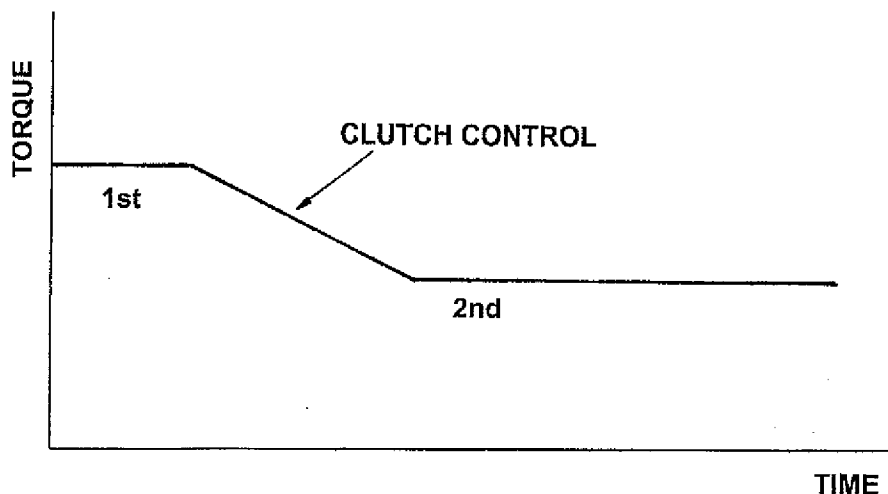 TORQUE
CLUTCH CONTROL
1st
2nd
TIME